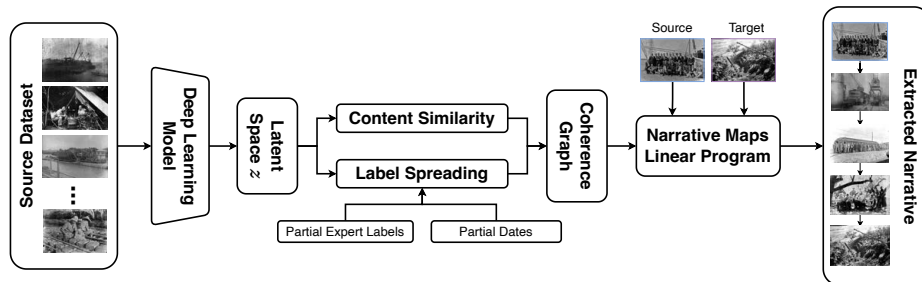 Source Dataset
...
Deep Learning
Model
Latent
Space z
Content Similarity
Label Spreading
Partial Expert Labels
Partial Dates
Coherence
Graph
Source
Target
Narrative Maps
Linear Program
Extracted Narrative